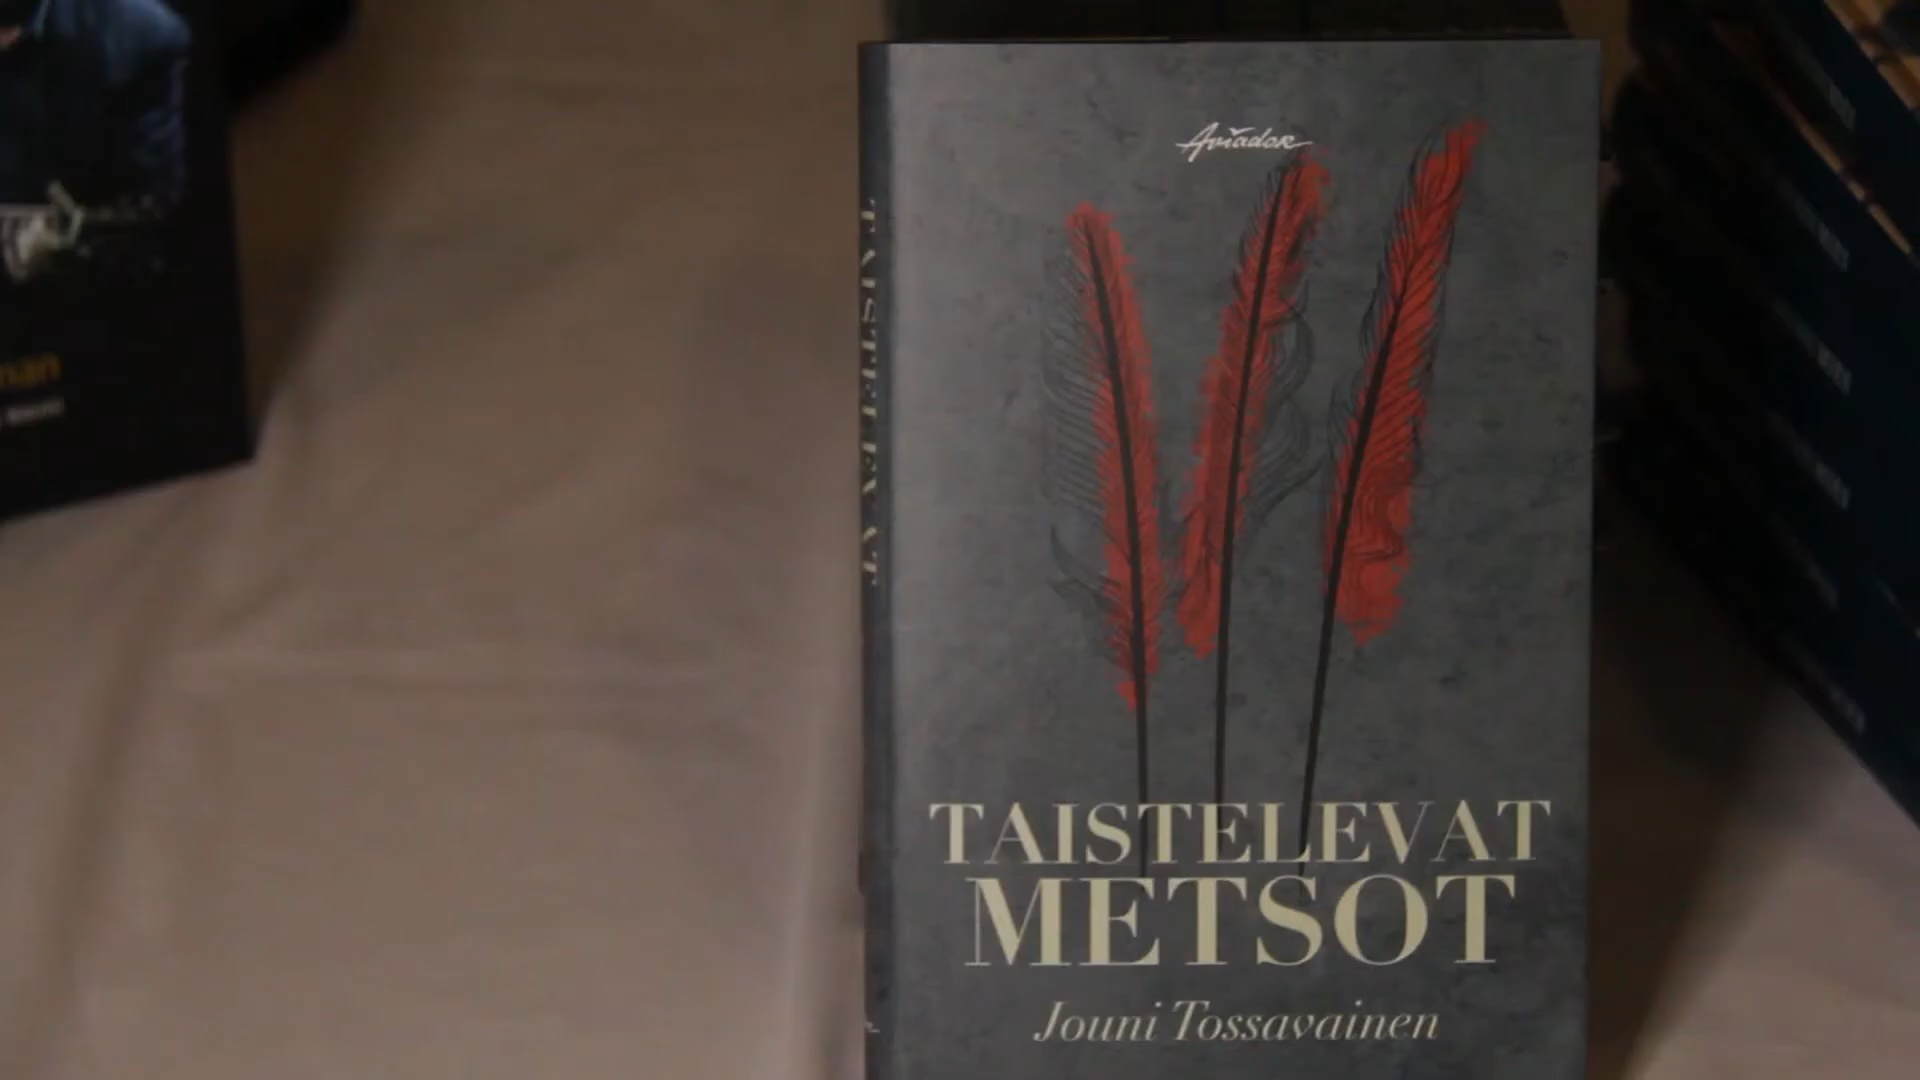 Aviador
TAISTELEVAT
METSOT
Jouni Tossavainen
TAISTELEVAT